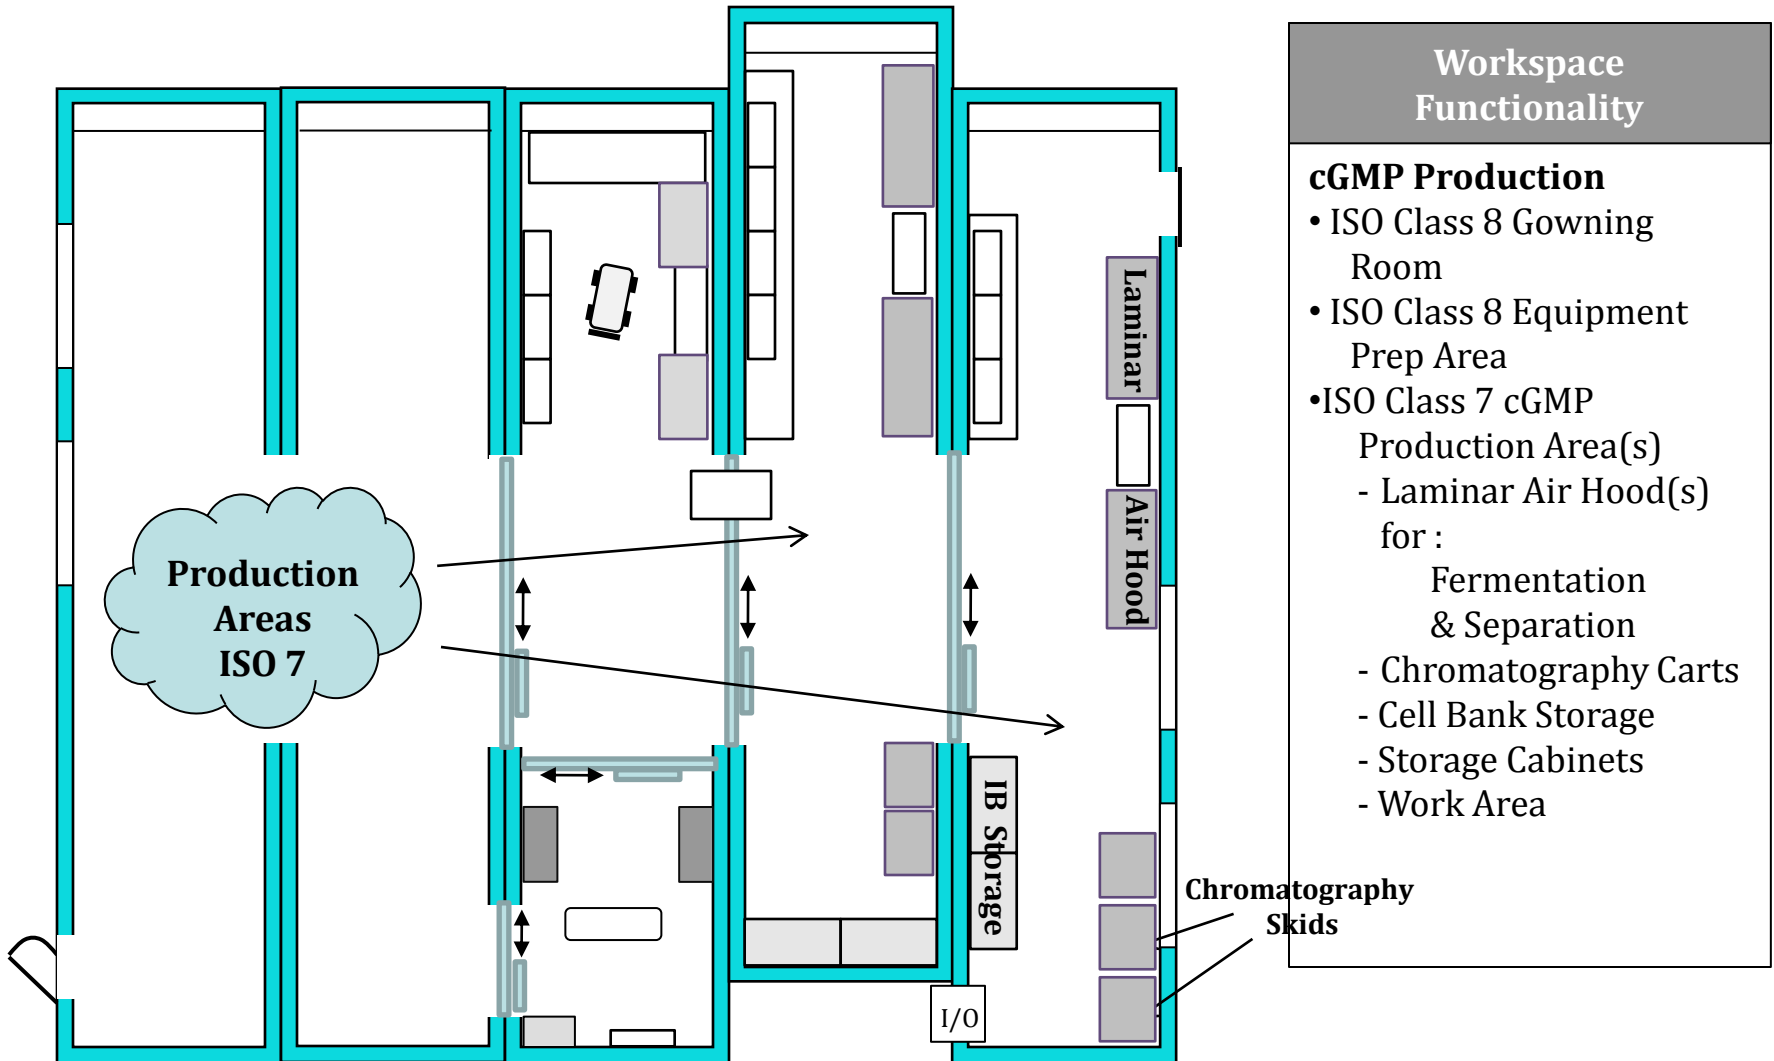 Workspace
Functionality
cGMP Production
• ISO Class 8 Gowning
Room
• ISO Class 8 Equipment
Prep Area
•ISO Class 7 cGMP
Production Area(s)
- Laminar Air Hood(s)
for :
Fermentation
& Separation
- Chromatography Carts
- Cell Bank Storage
- Storage Cabinets
- Work Area
Production
Areas
ISO 7
Laminar
Air Hood
IB Storage
Chromatography
Skids
I/O